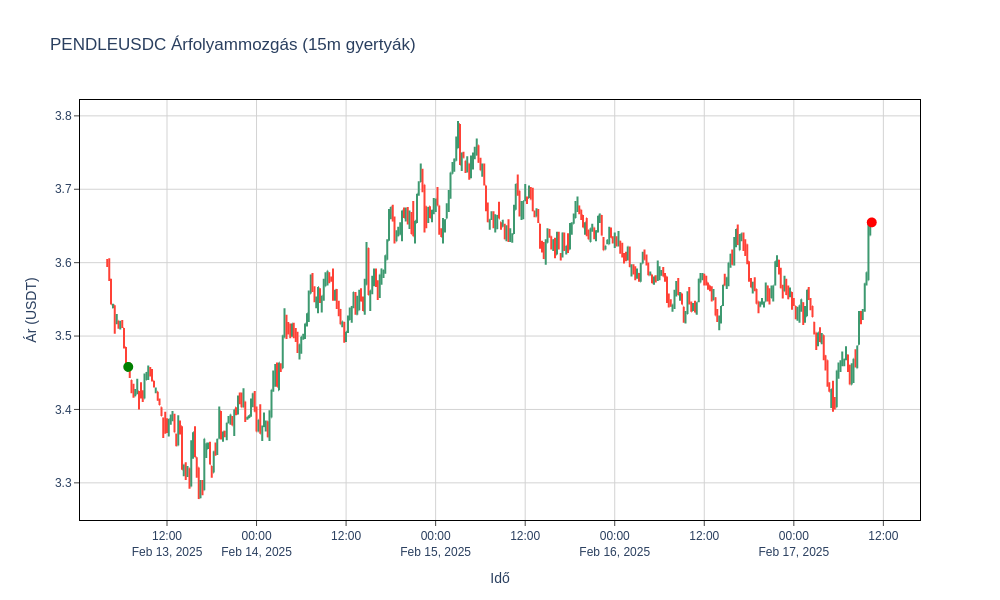 PENDLEUSDC Árfolyammozgás (15m gyertyák)
3.8
3.7
3.6
3.5
3.4
3.3
Ár (USDT)
12:00 00:00 12:00 00:00 12:00 00:00 12:00 00:00 12:00
Feb 13, 2025 Feb 14, 2025 Feb 15, 2025 Feb 16, 2025 Feb 17, 2025
Idő